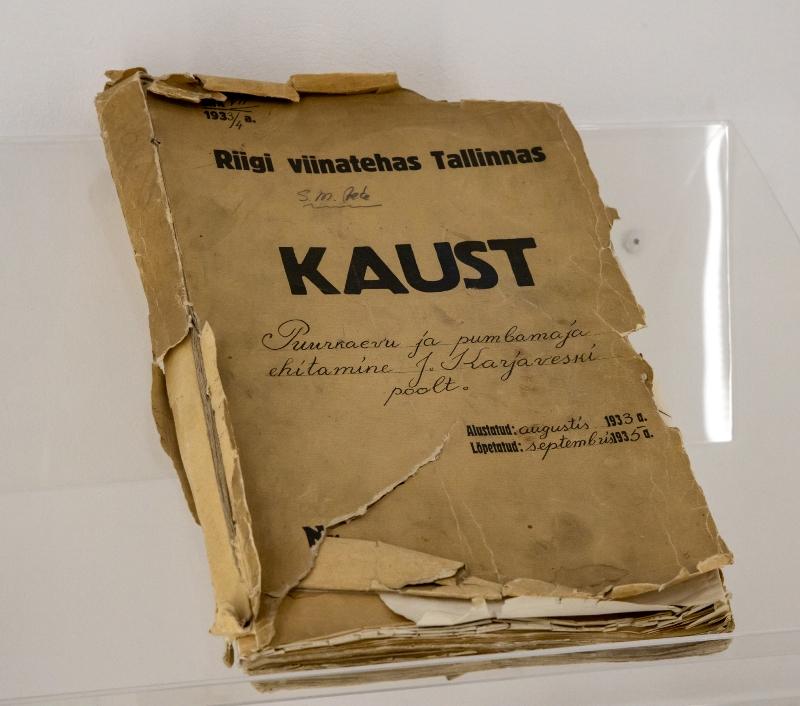 1933/4 a.
Riigi viinatehas Tallinnas
S. M.
KAUST
Puurkaevu ja pumbamaja
ehitamine J. Karjaveski
poolt.
Alustatud: augustis 1933 a.
Lõpetatud: septembris 1935 a.